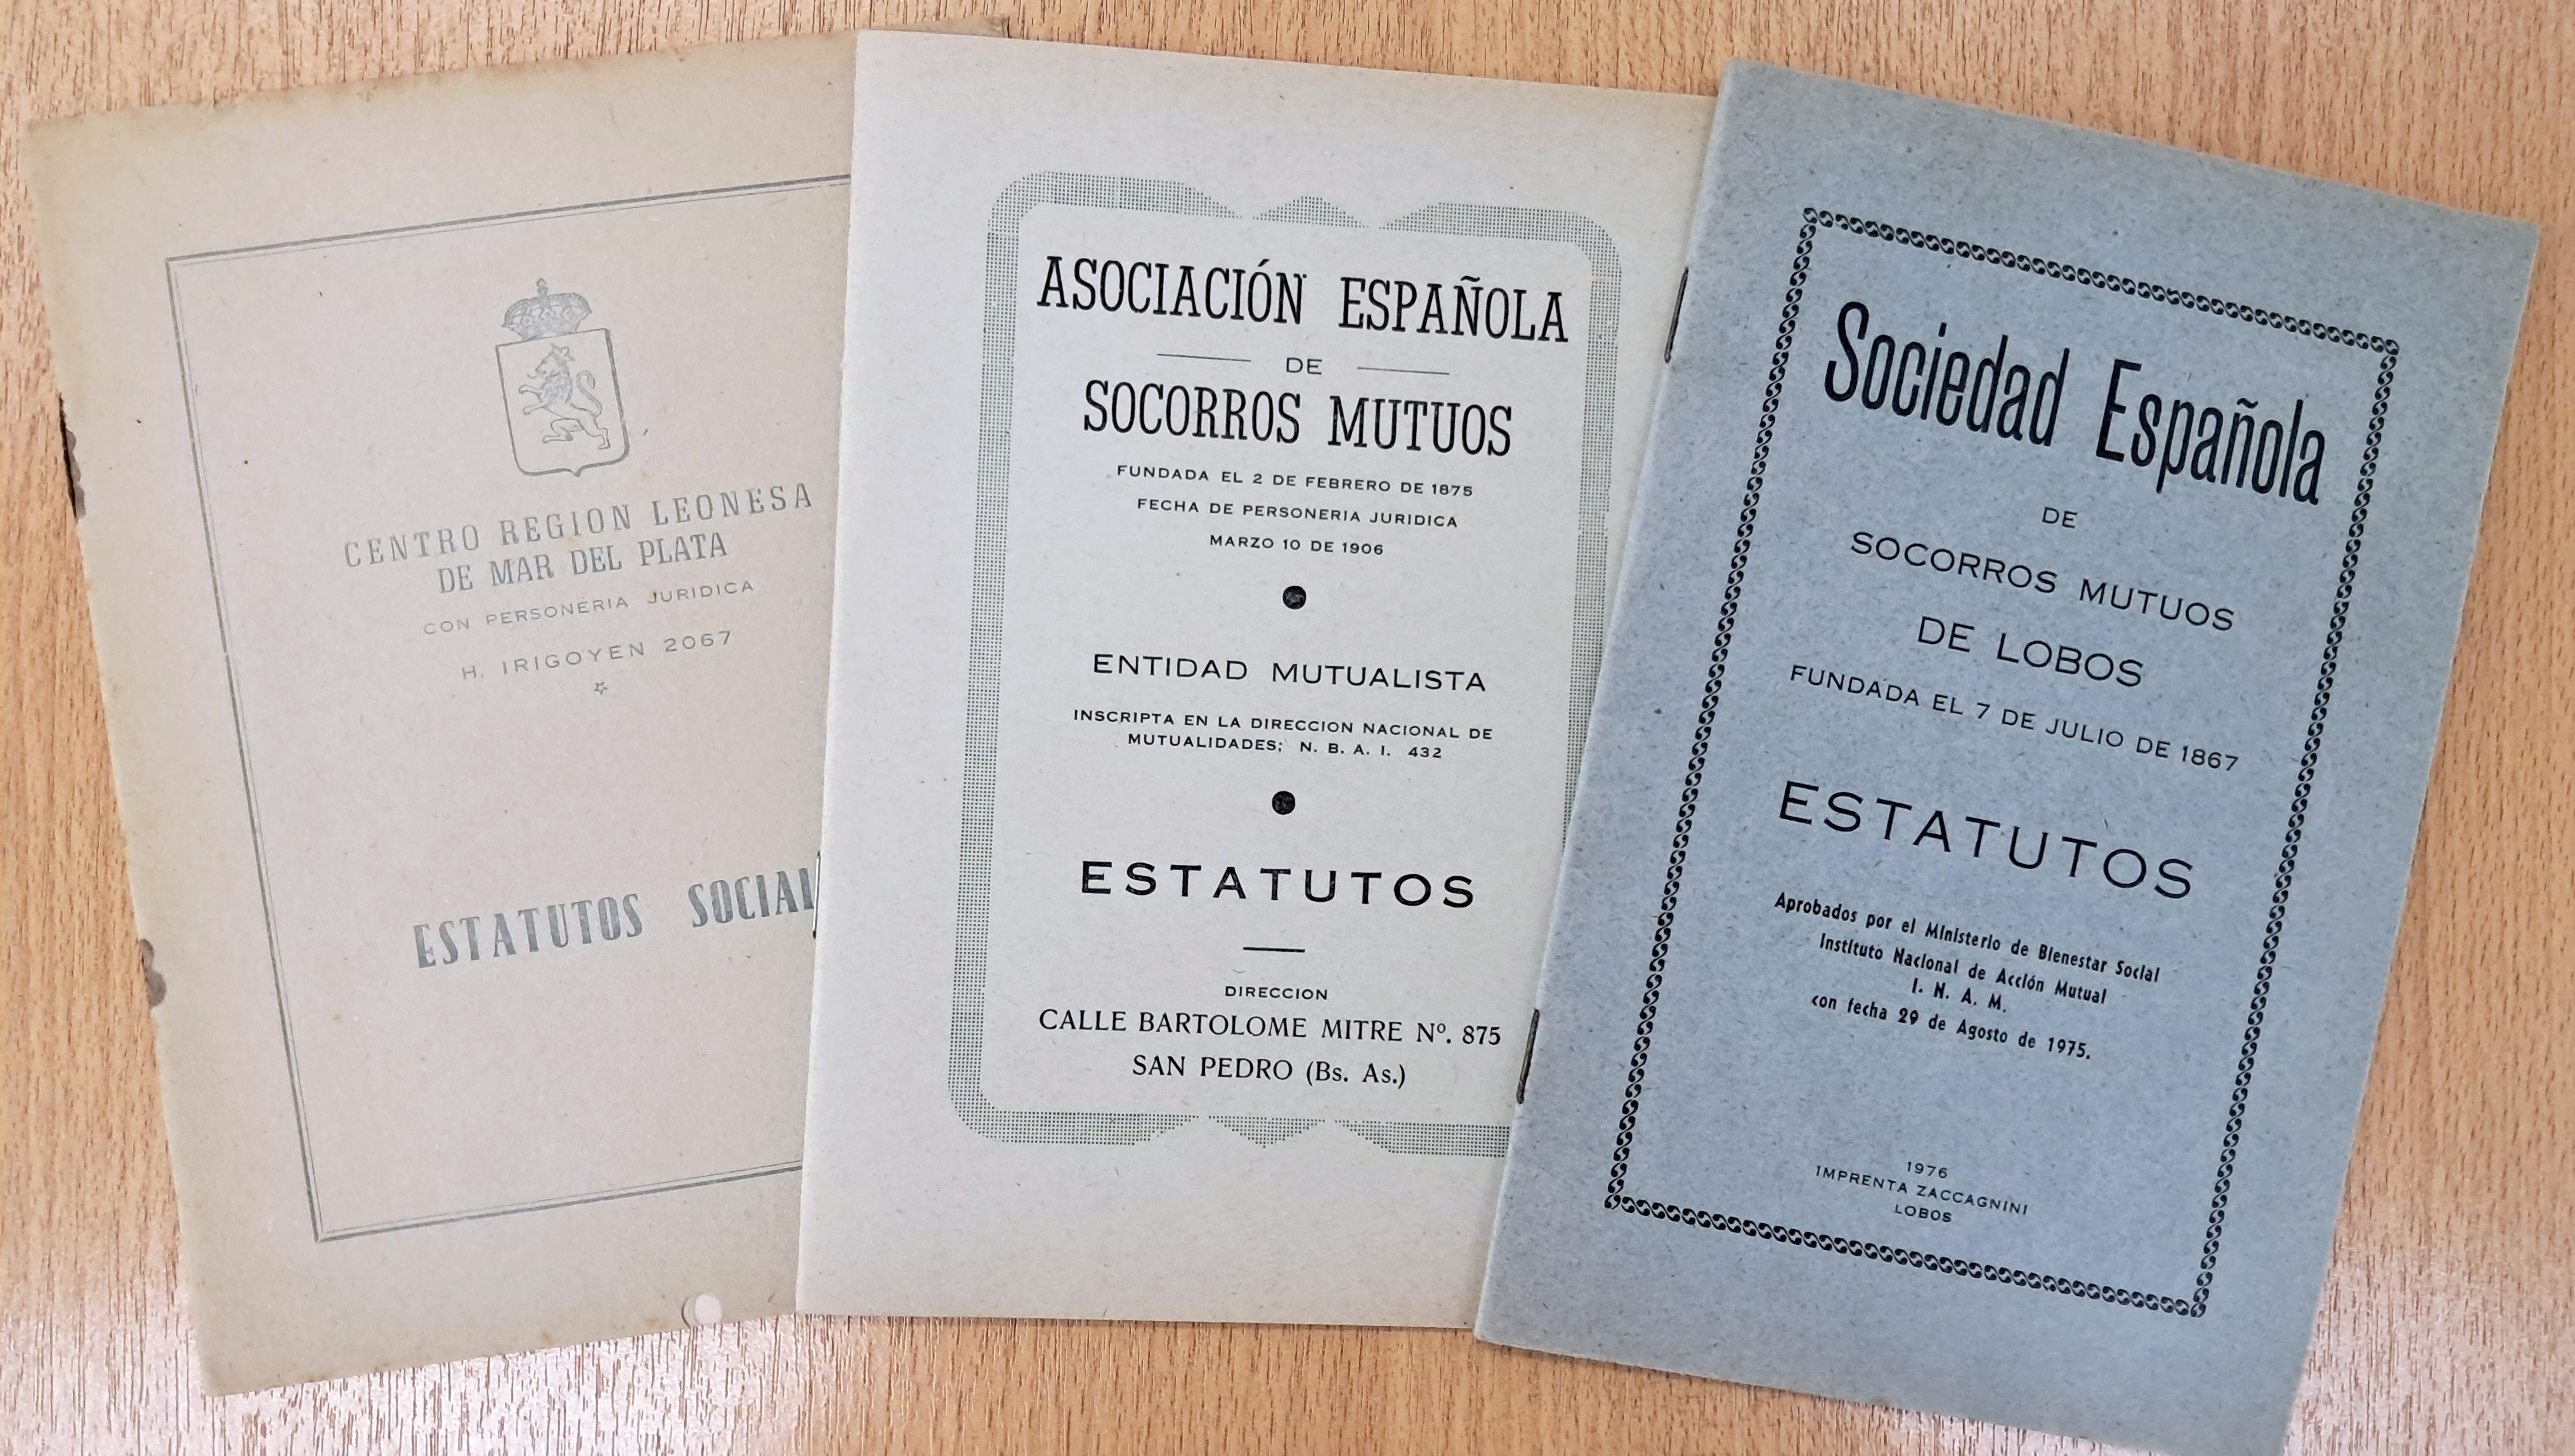 CENTRO REGION LEONESA
DE MAR DEL PLATA
CON PERSONERIA JURIDICA
H. IRIGOYEN 2067
ESTATUTOS SOCIAL
ASOCIACIÓN ESPAÑOLA
DE
SOCORROS MUTUOS
FUNDADA EL 2 DE FEBRERO DE 1875
FECHA DE PERSONERIA JURIDICA
MARZO 10 DE 1906
ENTIDAD MUTUALISTA
INSCRIPTA EN LA DIRECCION NACIONAL DE
MUTUALIDADES; N. B. A. I. 432
ESTATUTOS
DIRECCION
CALLE BARTOLOME MITRE Nº. 875
SAN PEDRO (Bs. As.)
Sociedad Española
DE
SOCORROS MUTUOS
DE LOBOS
FUNDADA EL 7 DE JULIO DE 1867
ESTATUTOS
Aprobados por el Ministerio de Bienestar Social
Instituto Nacional de Acción Mutual
I. N. A. M.
con fecha 29 de Agosto de 1975.
1976
IMPRENTA ZACCAGNINI
LOBOS